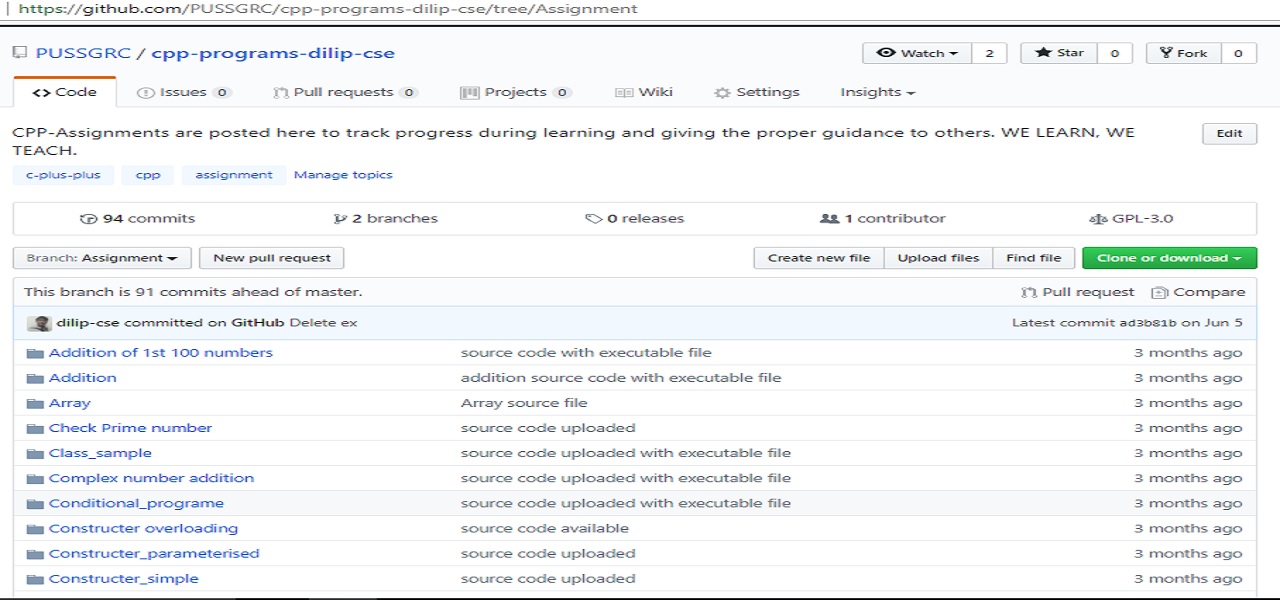 https://github.com/PUSSGRC/cpp-programs-dilip-cse/tree/Assignment
PUSSGRC / cpp-programs-dilip-cse Watch 2 Star 0 Fork 0
<> Code Issues 0 Pull requests 0 Projects 0 Wiki Settings Insights
CPP-Assignments are posted here to track progress during learning and giving the proper guidance to others. WE LEARN, WE Edit
TEACH.
c-plus-plus cpp assignment Manage topics
94 commits 2 branches 0 releases 1 contributor GPL-3.0
Branch: Assignment New pull request Create new file Upload files Find file Clone or download
This branch is 91 commits ahead of master. Pull request Compare
dilip-cse committed on GitHub Delete ex Latest commit ad3b81b on Jun 5
Addition of 1st 100 numbers source code with executable file 3 months ago
Addition addition source code with executable file 3 months ago
Array Array source file 3 months ago
Check Prime number source code uploaded 3 months ago
Class_sample source code uploaded with executable file 3 months ago
Complex number addition source code uploaded with executable file 3 months ago
Conditional_programe source code uploaded with executable file 3 months ago
Constructer overloading source code available 3 months ago
Constructer_parameterised source code uploaded 3 months ago
Constructer_simple source code uploaded 3 months ago